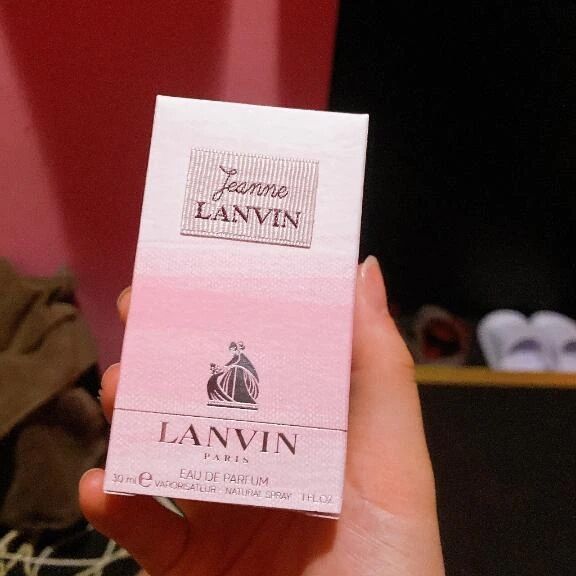 Jeanne
LANVIN
LANVIN
PARIS
EAU DE PARFUM
30 ml e VAPORISATEUR - NATURAL SPRAY 1 FL.OZ.